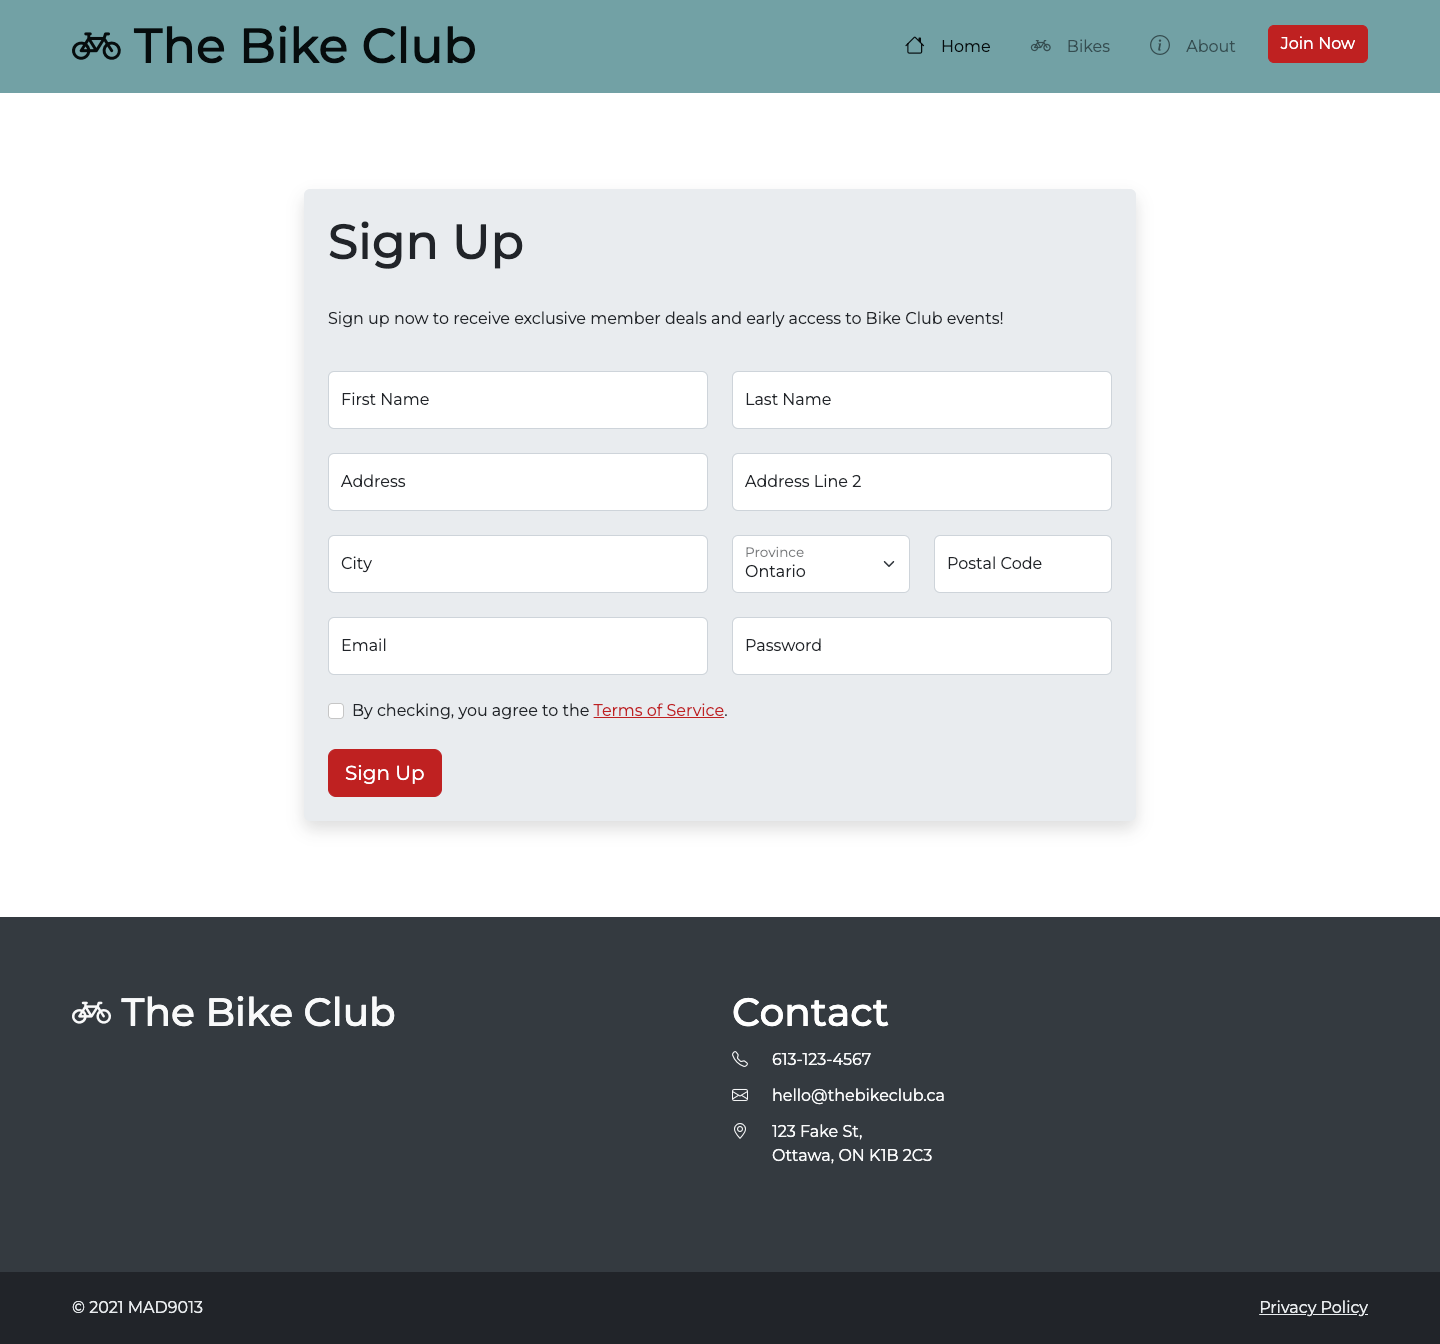 The Bike Club
Home
Bikes
About
Join Now
Sign Up
Sign up now to receive exclusive member deals and early access to Bike Club events!
First Name
Last Name
Address
Address Line 2
City
Province
Ontario
Postal Code
Email
Password
By checking, you agree to the Terms of Service.
Sign Up
The Bike Club
Contact
613-123-4567
hello@thebikeclub.ca
123 Fake St,
Ottawa, ON K1B 2C3
© 2021 MAD9013
Privacy Policy